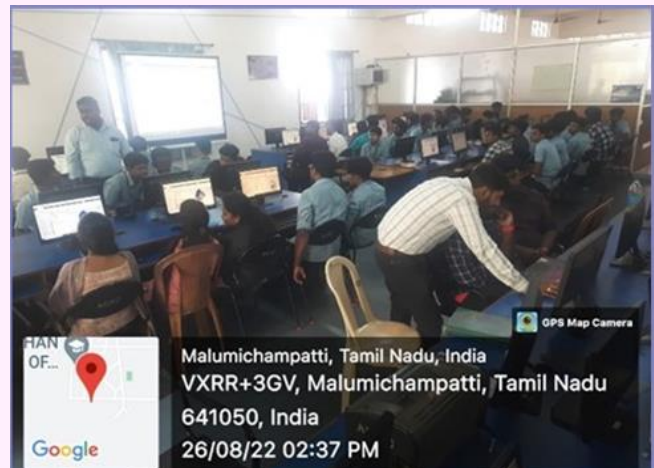 GPS Map Camera
HAN
OF...
Google
Malumichampatti, Tamil Nadu, India
VXRR+3GV, Malumichampatti, Tamil Nadu
641050, India
26/08/22 02:37 PM